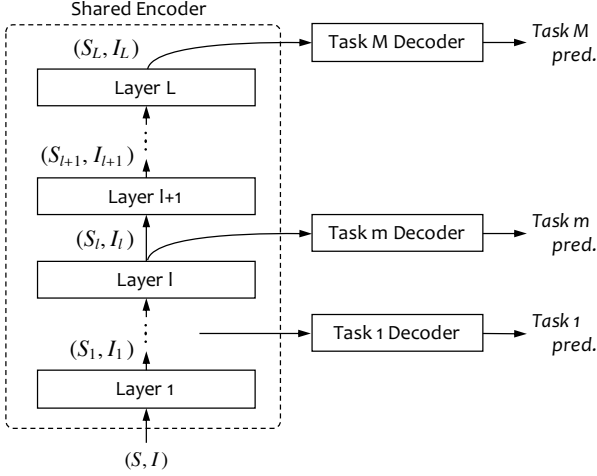 Shared Encoder
(S_L, I_L)
Task M Decoder
Task M
pred.
Layer L
(S_{l+1}, I_{l+1})
Layer l+1
(S_l, I_l)
Task m Decoder
Task m
pred.
Layer l
Task 1 Decoder
Task 1
pred.
(S_1, I_1)
Layer 1
(S, I)